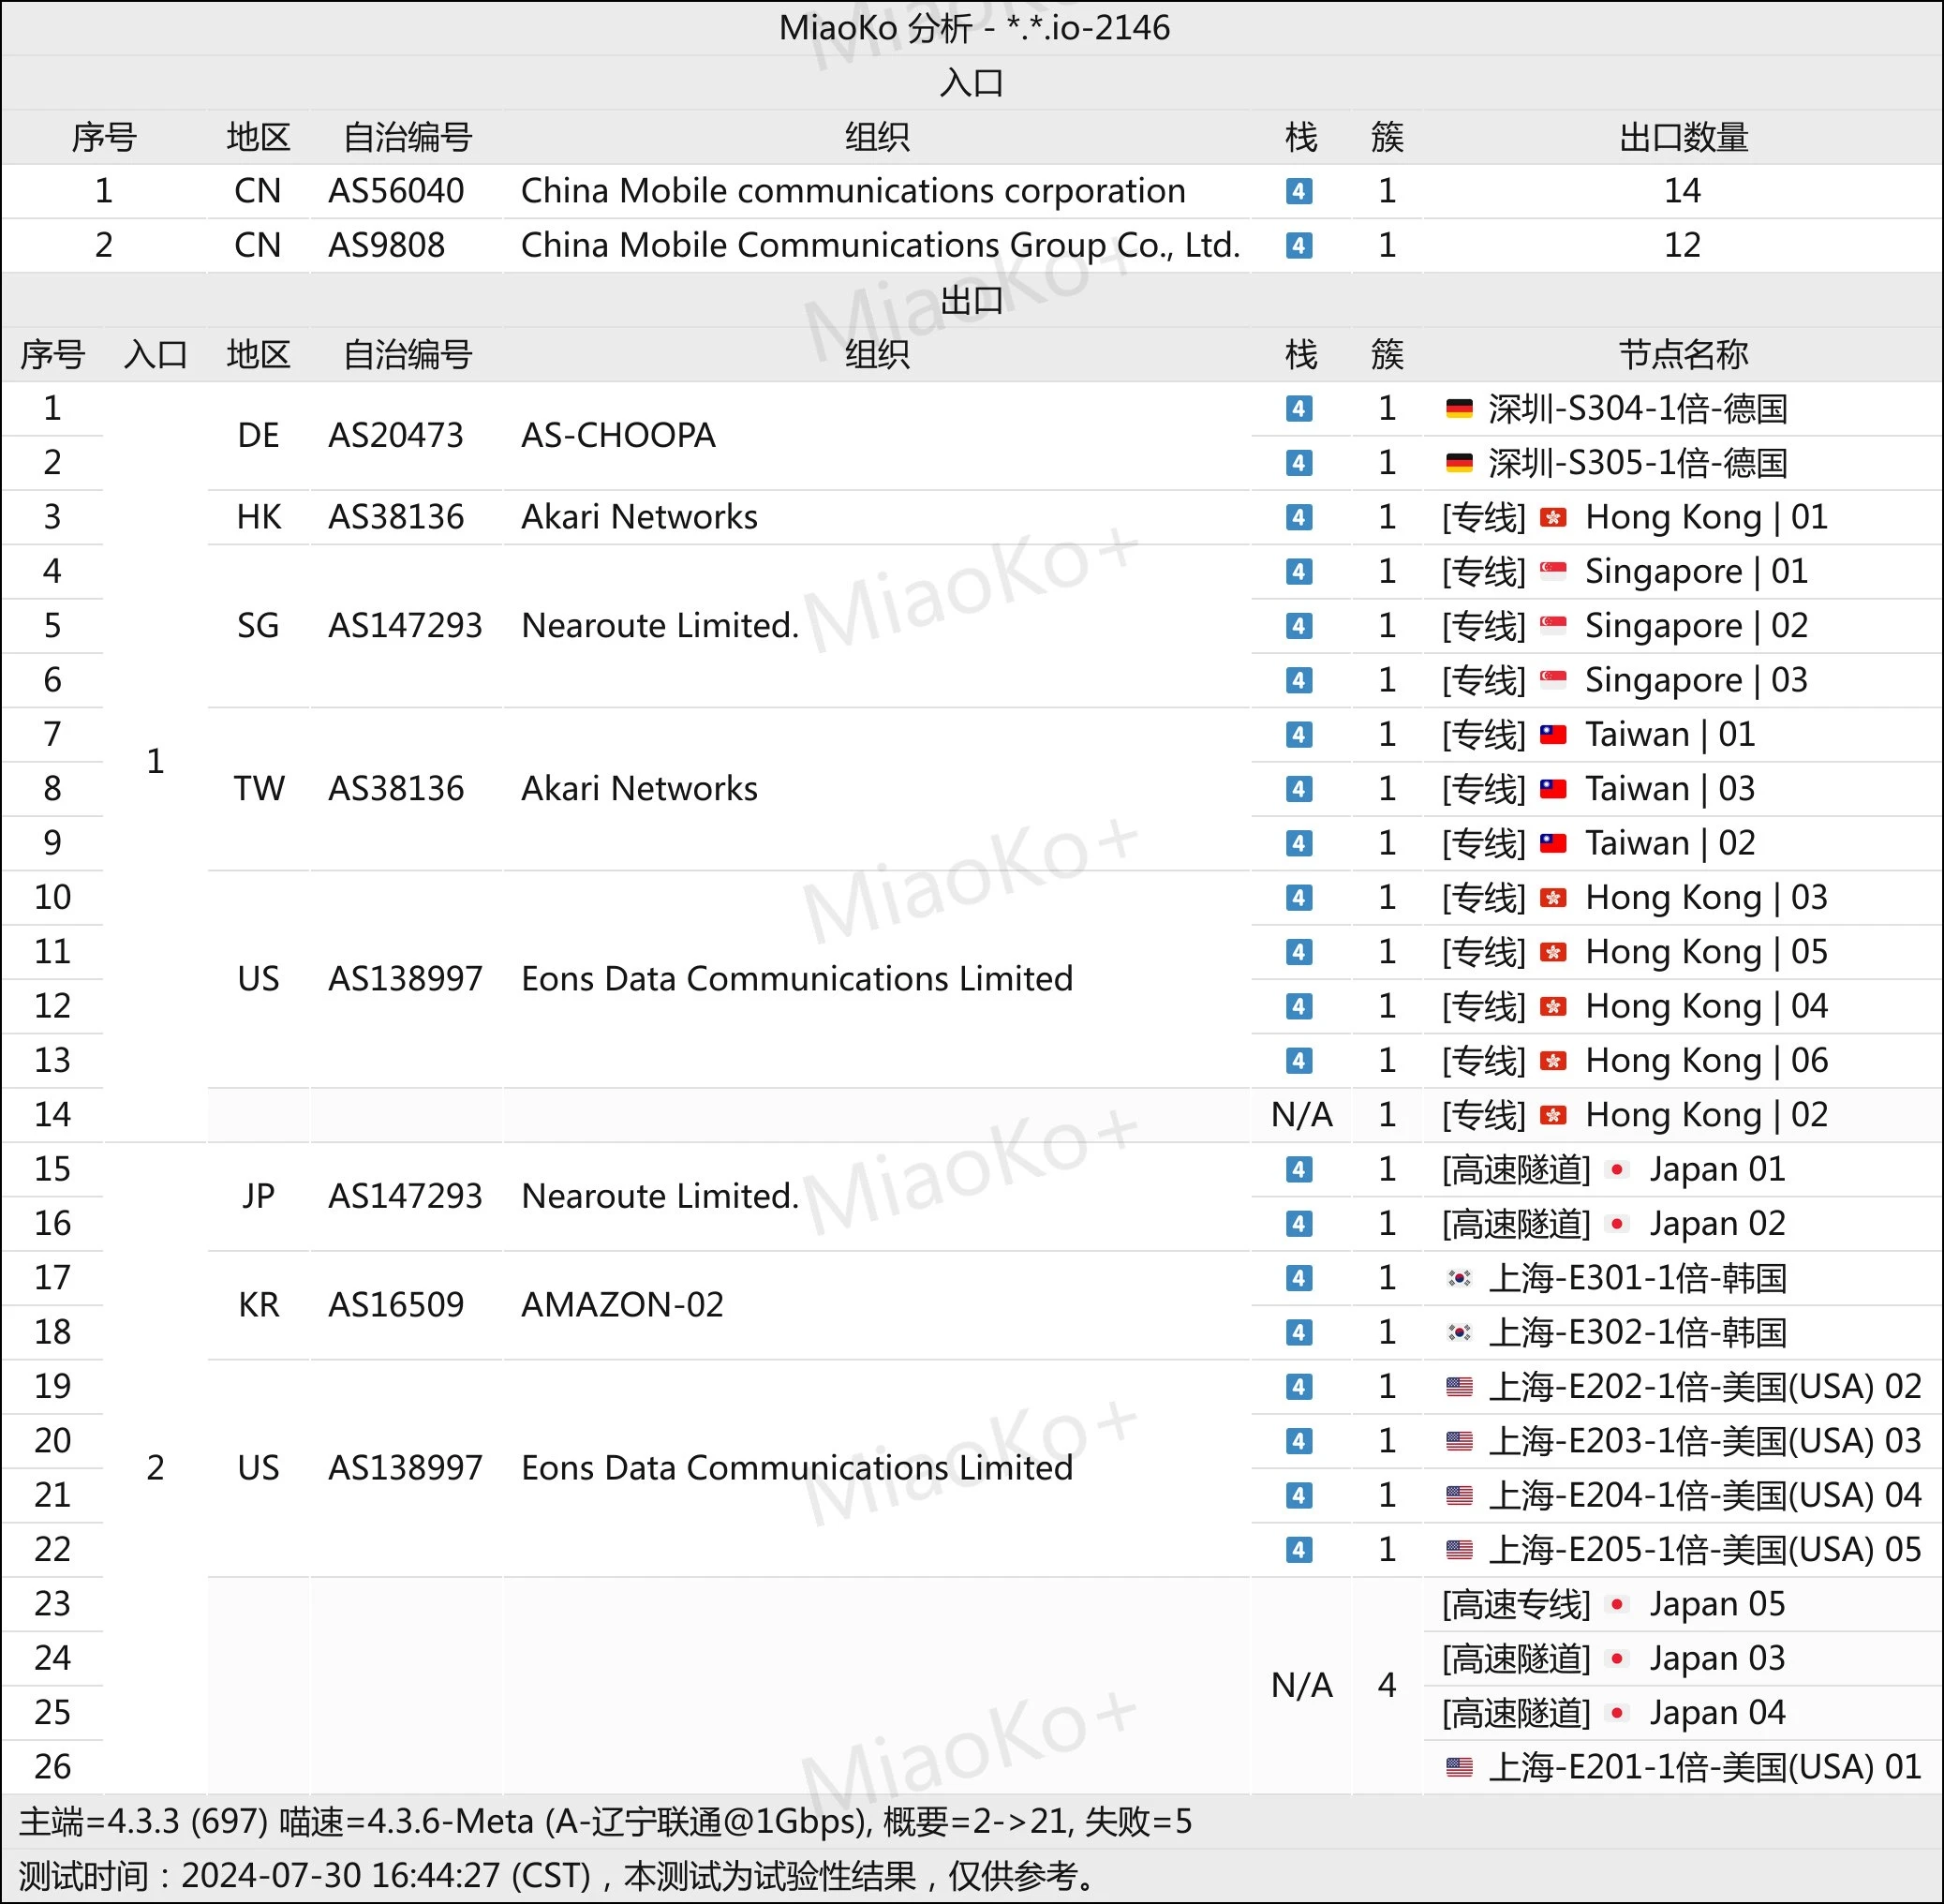 MiaoKo 分析 - *.*.io-2146
入口
序号 地区 自治编号 组织 栈 簇 出口数量
1 CN AS56040 China Mobile communications corporation 4 1 14
2 CN AS9808 China Mobile Communications Group Co., Ltd. 4 1 12
出口
序号 入口 地区 自治编号 组织 栈 簇 节点名称
1 1 DE AS20473 AS-CHOOPA 4 1 深圳-S304-1倍-德国
2 4 1 深圳-S305-1倍-德国
3 HK AS38136 Akari Networks 4 1 [专线] Hong Kong | 01
4 SG AS147293 Nearoute Limited. 4 1 [专线] Singapore | 01
5 4 1 [专线] Singapore | 02
6 4 1 [专线] Singapore | 03
7 TW AS38136 Akari Networks 4 1 [专线] Taiwan | 01
8 4 1 [专线] Taiwan | 03
9 4 1 [专线] Taiwan | 02
10 US AS138997 Eons Data Communications Limited 4 1 [专线] Hong Kong | 03
11 4 1 [专线] Hong Kong | 05
12 4 1 [专线] Hong Kong | 04
13 4 1 [专线] Hong Kong | 06
14 N/A 1 [专线] Hong Kong | 02
15 2 JP AS147293 Nearoute Limited. 4 1 [高速隧道] Japan 01
16 4 1 [高速隧道] Japan 02
17 KR AS16509 AMAZON-02 4 1 上海-E301-1倍-韩国
18 4 1 上海-E302-1倍-韩国
19 US AS138997 Eons Data Communications Limited 4 1 上海-E202-1倍-美国(USA) 02
20 4 1 上海-E203-1倍-美国(USA) 03
21 4 1 上海-E204-1倍-美国(USA) 04
22 4 1 上海-E205-1倍-美国(USA) 05
23 N/A 4 [高速专线] Japan 05
24 [高速隧道] Japan 03
25 [高速隧道] Japan 04
26 上海-E201-1倍-美国(USA) 01
主端=4.3.3 (697) 喵速=4.3.6-Meta (A-辽宁联通@1Gbps), 概要=2->21, 失败=5
测试时间：2024-07-30 16:44:27 (CST)，本测试为试验性结果，仅供参考。
MiaoKo+
MiaoKo+
MiaoKo+
MiaoKo+
MiaoKo+
MiaoKo+
MiaoKo+